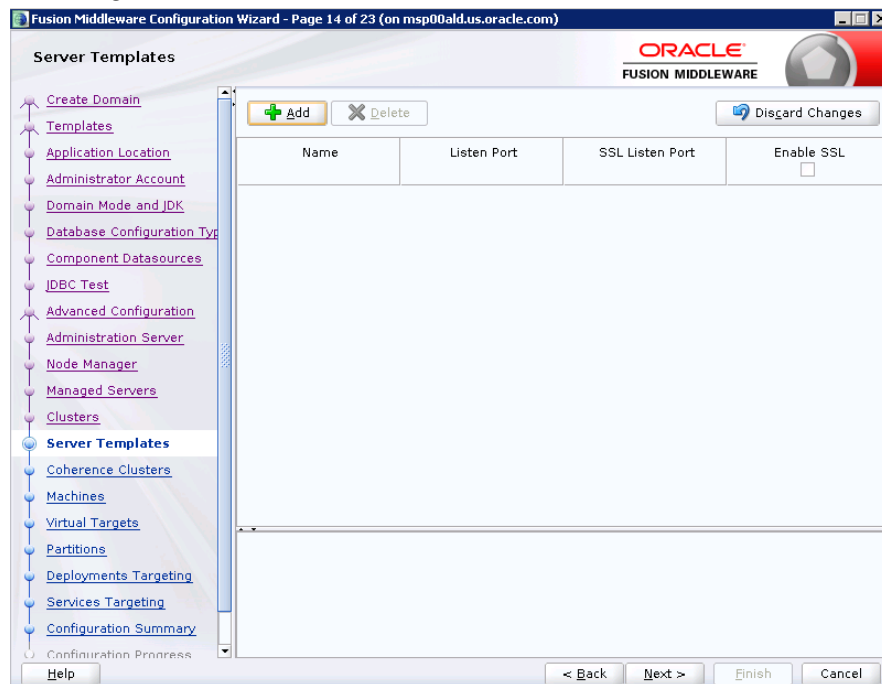 Fusion Middleware Configuration Wizard - Page 14 of 23 (on msp00ald.us.oracle.com)
Server Templates
ORACLE
FUSION MIDDLEWARE
Create Domain
Templates
Application Location
Administrator Account
Domain Mode and JDK
Database Configuration Typ
Component Datasources
JDBC Test
Advanced Configuration
Administration Server
Node Manager
Managed Servers
Clusters
Server Templates
Coherence Clusters
Machines
Virtual Targets
Partitions
Deployments Targeting
Services Targeting
Configuration Summary
Configuration Progress
Add Delete Discard Changes
Name Listen Port SSL Listen Port Enable SSL
Help < Back Next > Finish Cancel